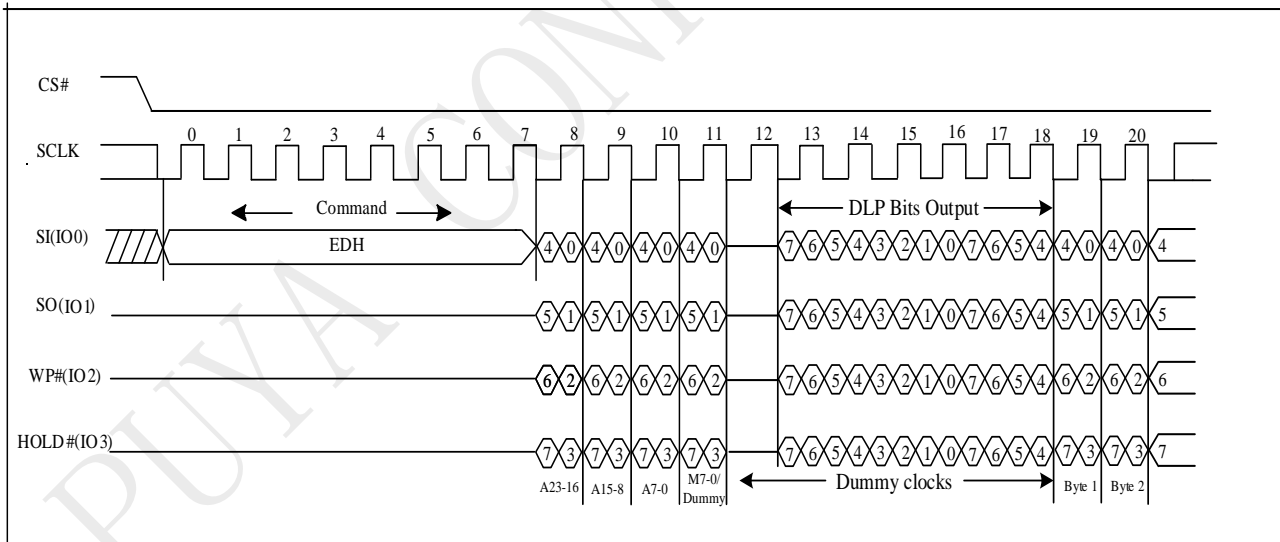 PUYA CONF
CS#
0 1 2 3 4 5 6 7 8 9 10 11 12 13 14 15 16 17 18 19 20
SCLK
Command
DLP Bits Output
SI(IO0)
EDH
4 0 4 0 4 0 4 0 7 6 5 4 3 2 1 0 7 6 5 4 4 0 4 0 4
SO(IO1)
5 1 5 1 5 1 5 1 7 6 5 4 3 2 1 0 7 6 5 4 5 1 5 1 5
WP#(IO2)
6 2 6 2 6 2 6 2 7 6 5 4 3 2 1 0 7 6 5 4 6 2 6 2 6
HOLD#(IO3)
7 3 7 3 7 3 7 3 7 6 5 4 3 2 1 0 7 6 5 4 7 3 7 3 7
A23-16 A15-8 A7-0 M7-0/
Dummy
Dummy clocks
Byte 1 Byte 2